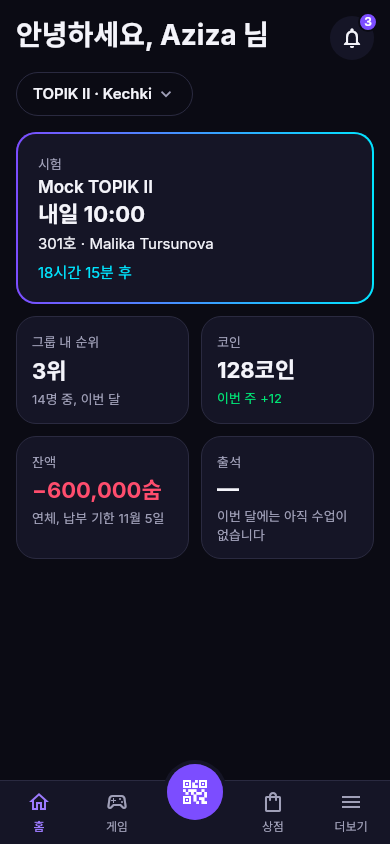 안녕하세요, Aziza 님
3
TOPIK II · Kechki
시험
Mock TOPIK II
내일 10:00
301호 · Malika Tursunova
18시간 15분 후
그룹 내 순위
3위
14명 중, 이번 달
코인
128코인
이번 주 +12
잔액
−600,000숨
연체, 납부 기한 11월 5일
출석
—
이번 달에는 아직 수업이
없습니다
홈
게임
상점
더보기